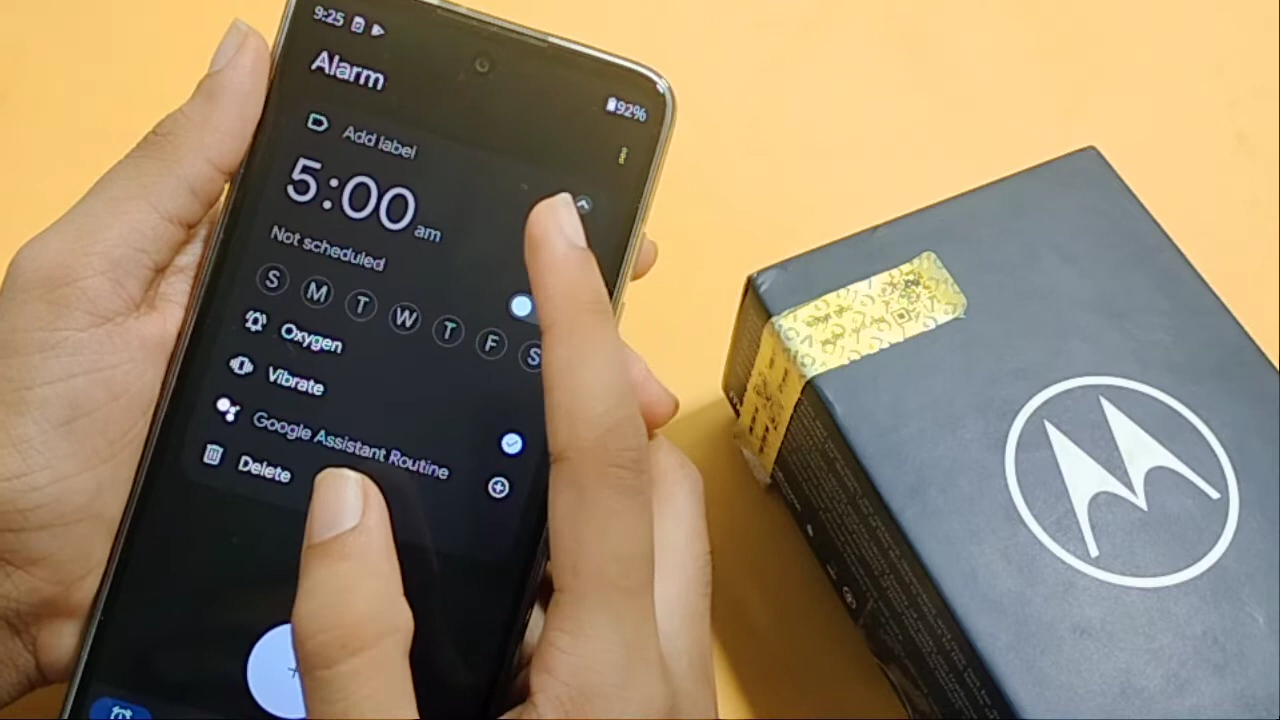 9:25
92%
Alarm
Add label
5:00 am
Not scheduled
S M T W T F S
Oxygen
Vibrate
Google Assistant Routine
Delete